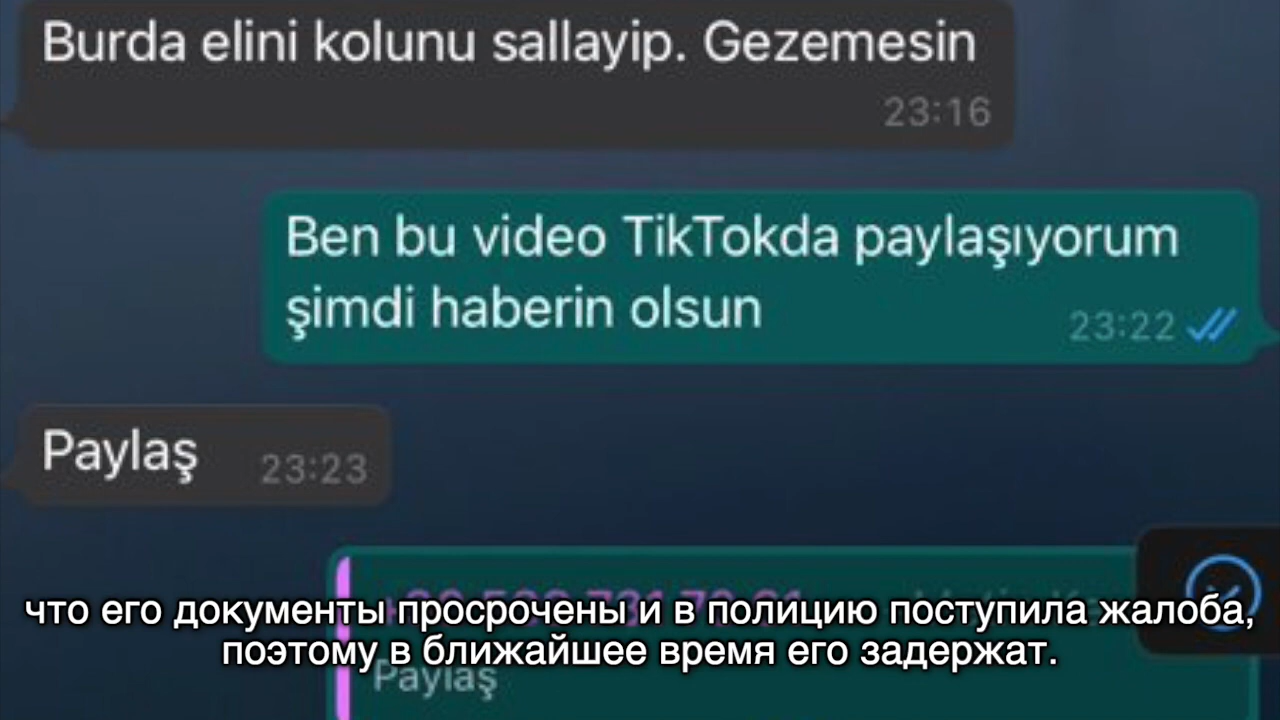 Burda elini kolunu sallayip. Gezemesin
23:16
Ben bu video TikTokda paylaşıyorum
şimdi haberin olsun
23:22
Paylaş
23:23
что его документы просрочены и в полицию поступила жалоба,
поэтому в ближайшее время его задержат.
Paylaş